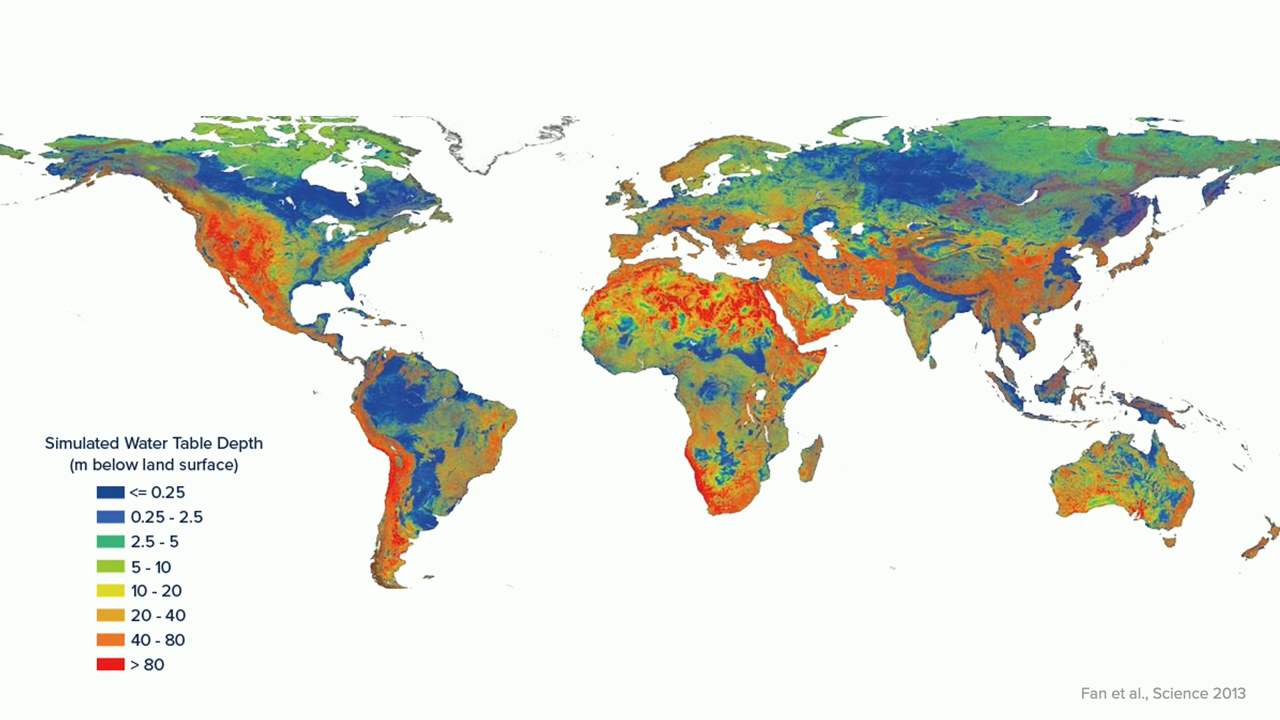 Simulated Water Table Depth
(m below land surface)
<= 0.25
0.25 - 2.5
2.5 - 5
5 - 10
10 - 20
20 - 40
40 - 80
> 80
Fan et al., Science 2013